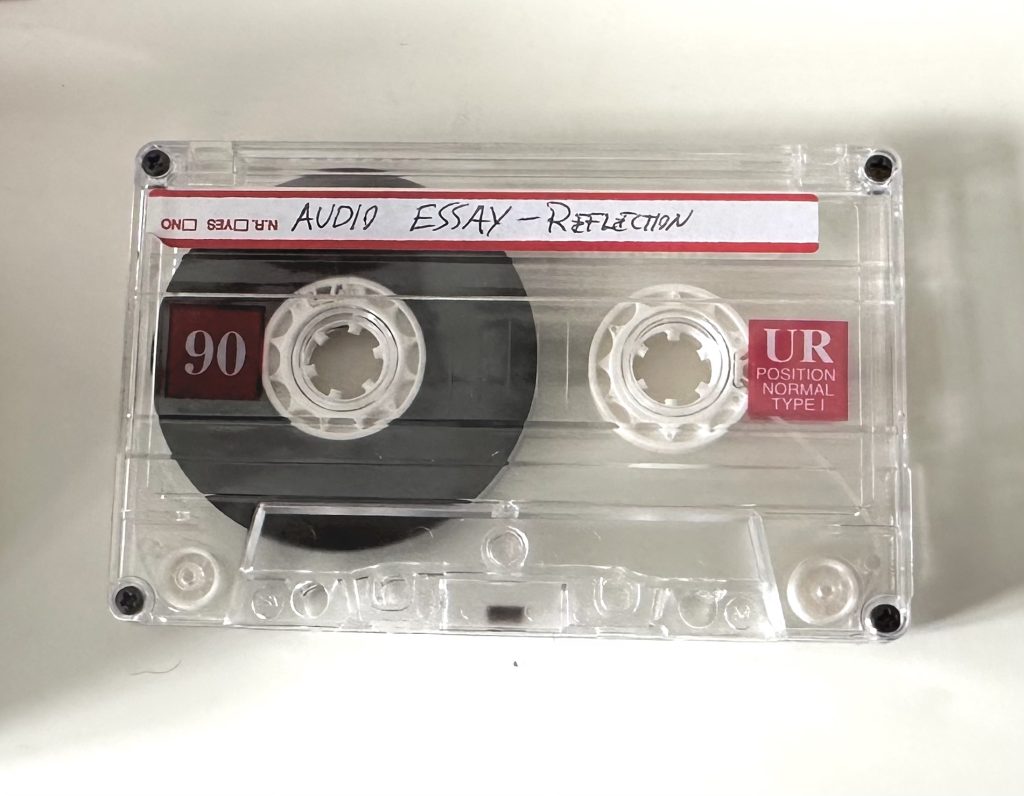 AUDIO ESSAY - REFLECTION
N.R. □YES □NO
90
UR
POSITION
NORMAL
TYPE I